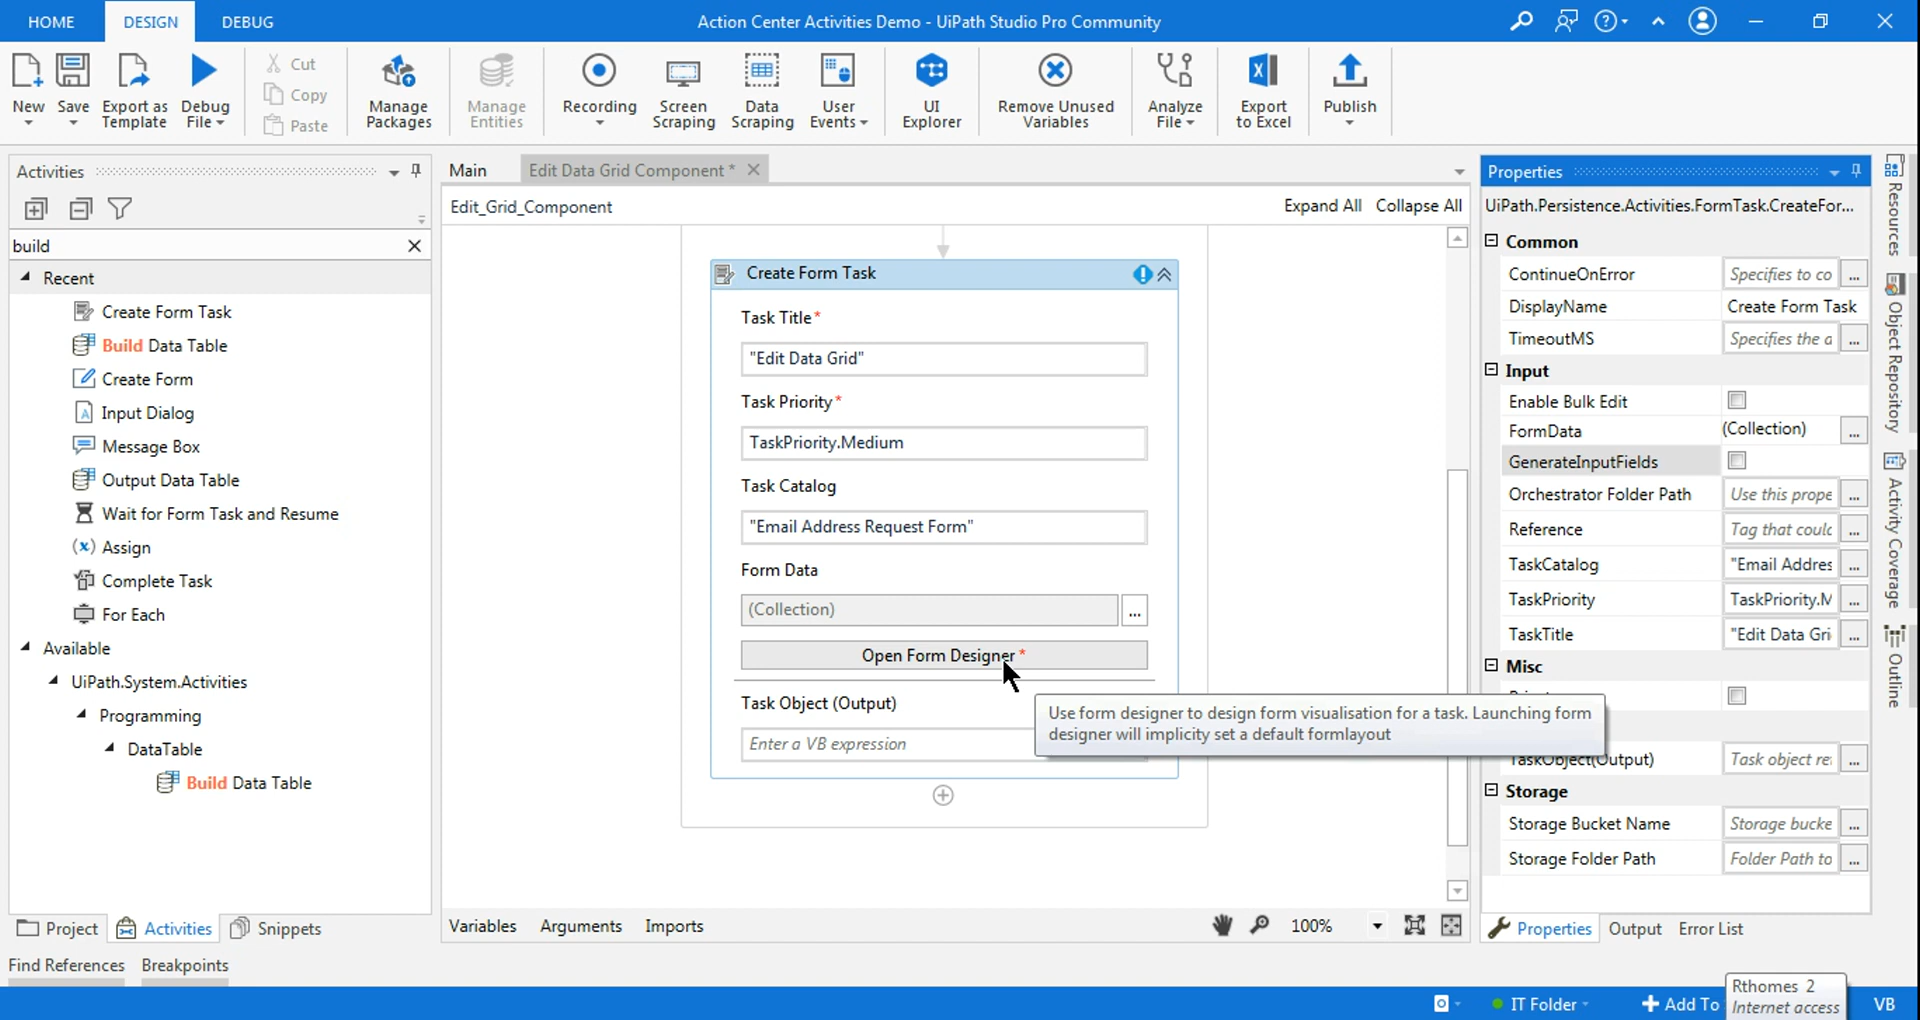 HOME DESIGN DEBUG Action Center Activities Demo - UiPath Studio Pro Community
New Save Export as Template Debug File Cut Copy Paste Manage Packages Manage Entities Recording Screen Scraping Data Scraping User Events UI Explorer Remove Unused Variables Analyze File Export to Excel Publish
Activities
build
Recent
Create Form Task
Build Data Table
Create Form
Input Dialog
Message Box
Output Data Table
Wait for Form Task and Resume
Assign
Complete Task
For Each
Available
UiPath.System.Activities
Programming
DataTable
Build Data Table
Project Activities Snippets
Find References Breakpoints
Main Edit Data Grid Component *
Edit_Grid_Component Expand All Collapse All
Create Form Task
Task Title*
"Edit Data Grid"
Task Priority*
TaskPriority.Medium
Task Catalog
"Email Address Request Form"
Form Data
(Collection) ...
Open Form Designer *
Task Object (Output)
Enter a VB expression
Use form designer to design form visualisation for a task. Launching form
designer will implicity set a default formlayout
Variables Arguments Imports 100%
Properties
UiPath.Persistence.Activities.FormTask.CreateFor...
Common
ContinueOnError Specifies to co ...
DisplayName Create Form Task
TimeoutMS Specifies the a ...
Input
Enable Bulk Edit
FormData (Collection) ...
GenerateInputFields
Orchestrator Folder Path Use this prope ...
Reference Tag that coulc ...
TaskCatalog "Email Addres ...
TaskPriority TaskPriority.M ...
TaskTitle "Edit Data Gri ...
Misc
TaskObject(Output) Task object re ...
Storage
Storage Bucket Name Storage bucke ...
Storage Folder Path Folder Path to ...
Properties Output Error List
Resources
Object Repository
Activity Coverage
Outline
IT Folder Add To VB
Rthomes 2
Internet access